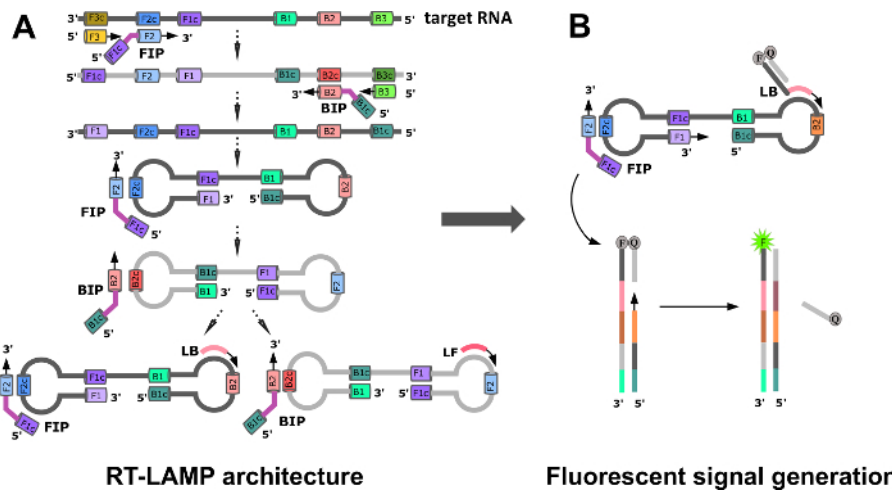 A
3' F3c F2c F1c B1 B2 B3 5' target RNA
5' F3 F2 3'
5' F1c FIP
5' F1c F2 F1 B1c B2c B3c 3'
B2 B3
BIP B1c 5'
3' F1 F2c F1c B1 B2 B1c 5'
3' F2 F2c F1c B1 B2
F1 3' 5' B1c
FIP F1c 5'
B2 B2c B1c F1 F2
BIP B1 3' 5' F1c
B1c 5'
3' LB 3' LF
F2 F2c F1c B1 B2 B2 B2c B1c F1 F2
F1 3' 5' B1c B1 3' 5' F1c
5' F1c FIP B1c 5' BIP
RT-LAMP architecture
B
F Q
LB
3' F2 F2c F1c B1 B2
F1 3' 5' B1c
FIP F1c 5'
F Q F
Q
3' 5' 3' 5'
Fluorescent signal generation